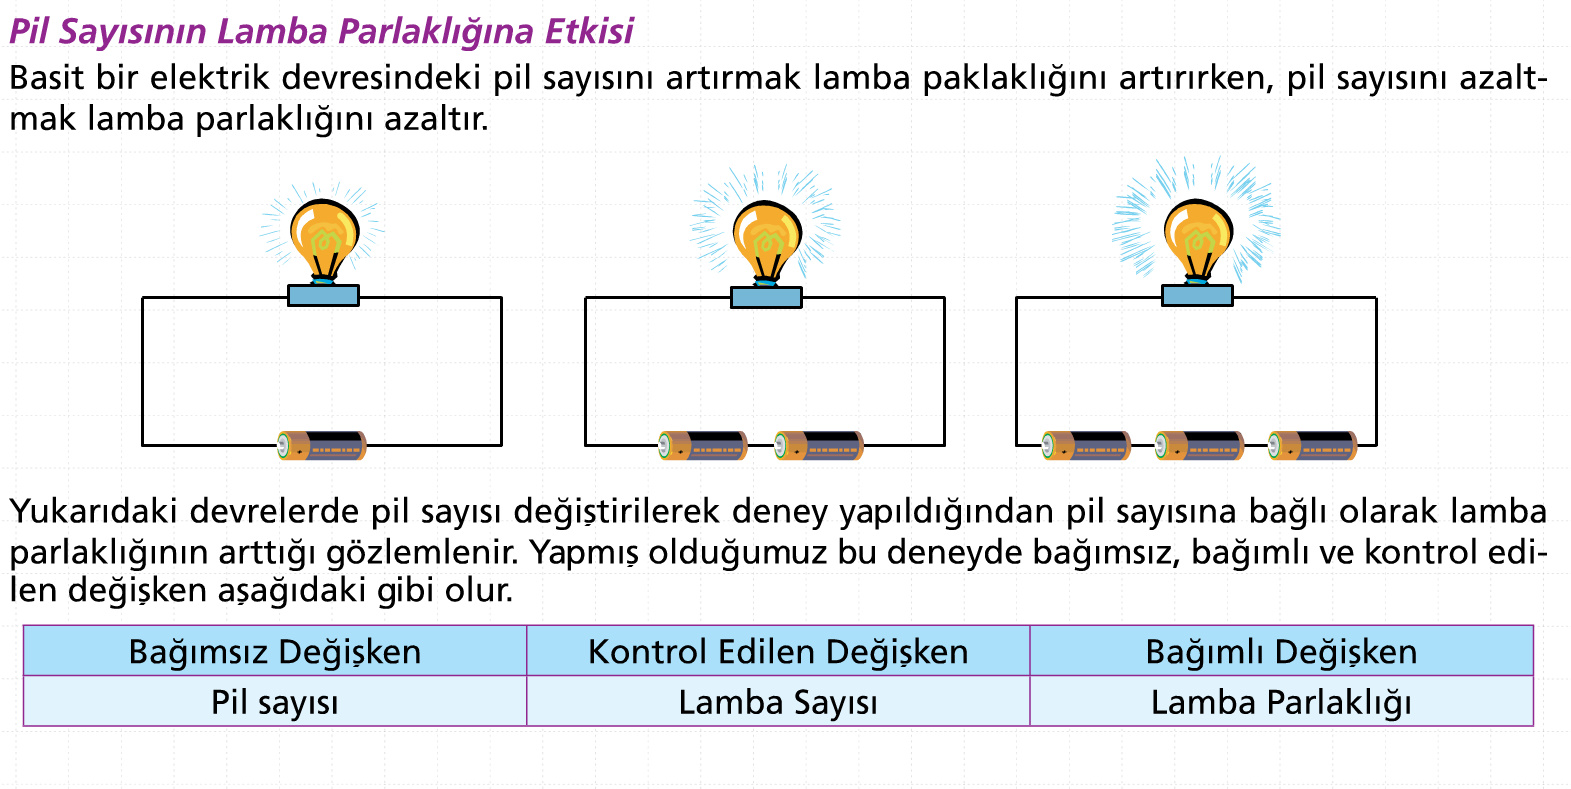 Pil Sayısının Lamba Parlaklığına Etkisi
Basit bir elektrik devresindeki pil sayısını artırmak lamba paklaklığını artırırken, pil sayısını azalt-
mak lamba parlaklığını azaltır.
Yukarıdaki devrelerde pil sayısı değiştirilerek deney yapıldığından pil sayısına bağlı olarak lamba
parlaklığının arttığı gözlemlenir. Yapmış olduğumuz bu deneyde bağımsız, bağımlı ve kontrol edi-
len değişken aşağıdaki gibi olur.
Bağımsız Değişken
Kontrol Edilen Değişken
Bağımlı Değişken
Pil sayısı
Lamba Sayısı
Lamba Parlaklığı